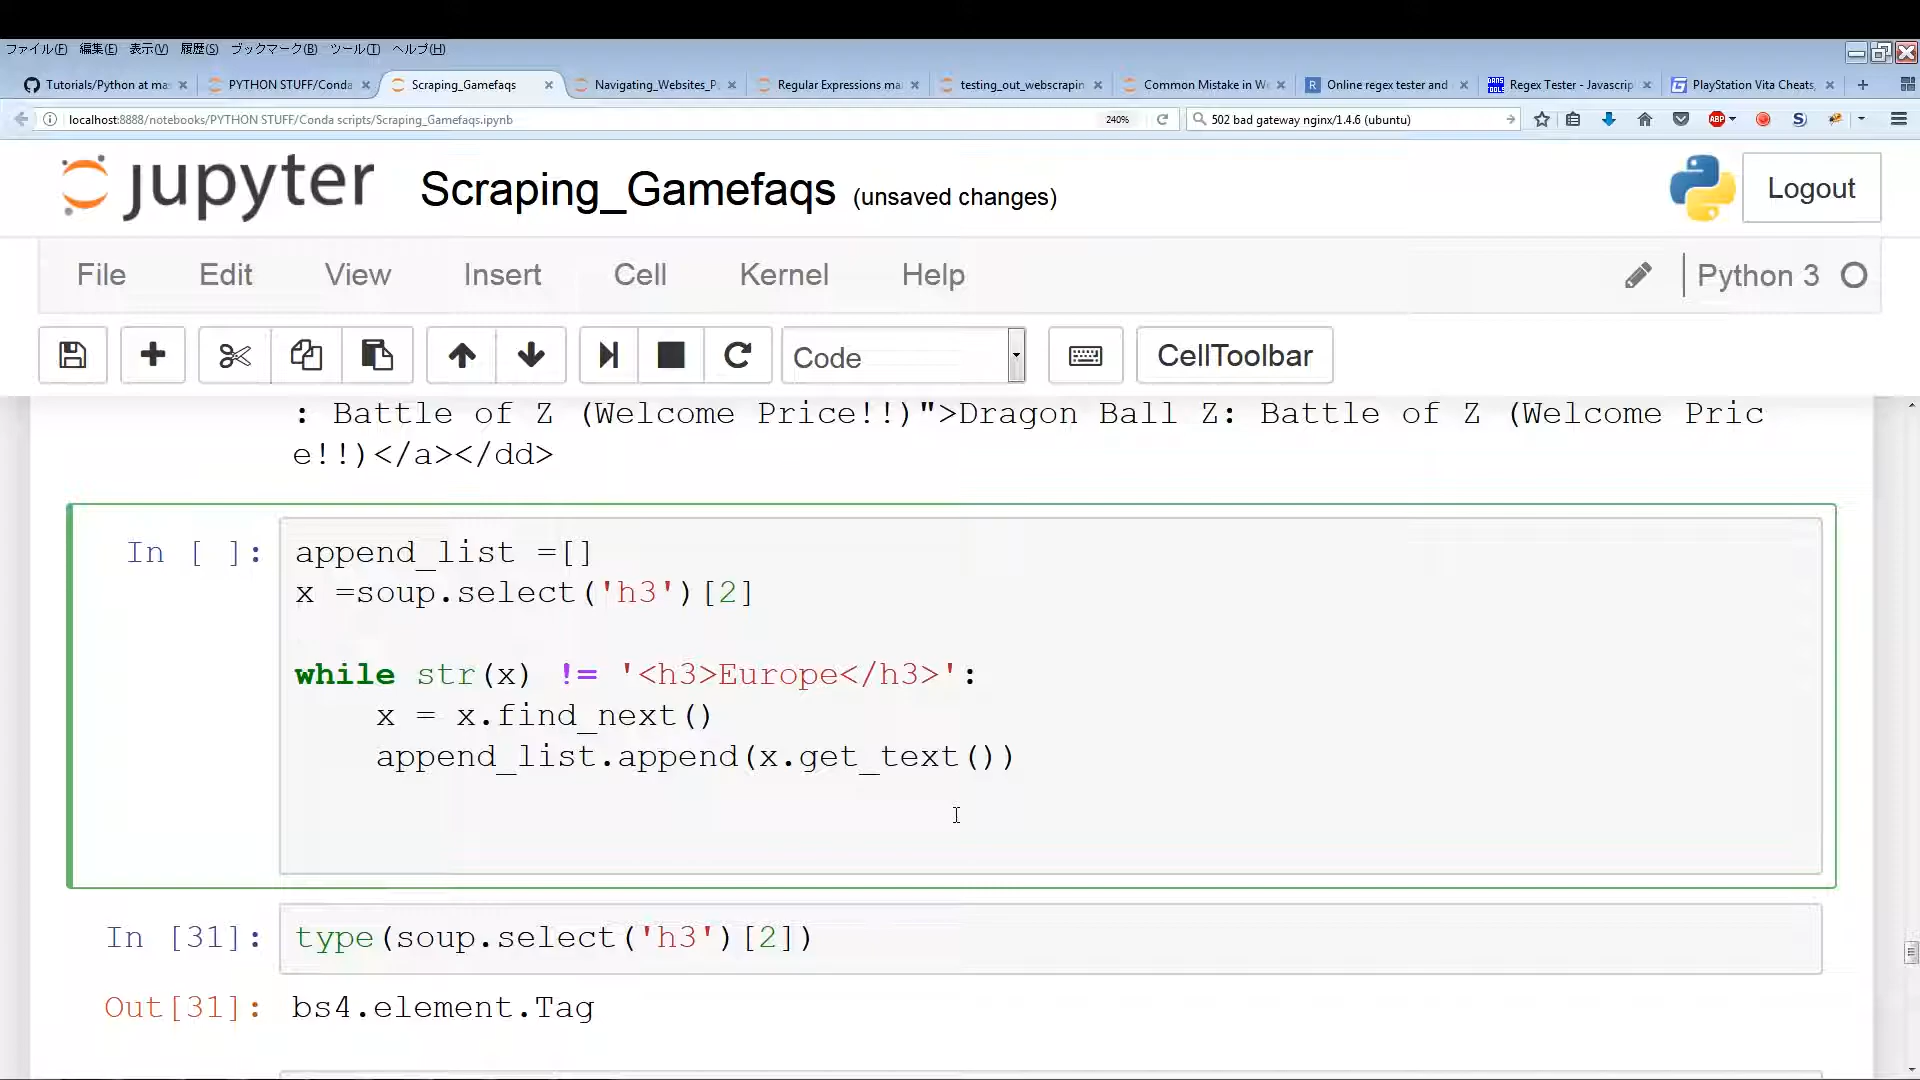 ファイル(F) 編集(E) 表示(V) 履歴(S) ブックマーク(B) ツール(T) ヘルプ(H)
Tutorials/Python at ma PYTHON STUFF/Conda Scraping_Gamefaqs Navigating_Websites_P Regular Expressions ma testing_out_webscrapin Common Mistake in W Online regex tester and Regex Tester - Javascrip PlayStation Vita Cheats,
localhost:8888/notebooks/PYTHON STUFF/Conda scripts/Scraping_Gamefaqs.ipynb 240% 502 bad gateway nginx/1.4.6 (ubuntu)
jupyter Scraping_Gamefaqs (unsaved changes) Logout
File Edit View Insert Cell Kernel Help Python 3
Code CellToolbar
: Battle of Z (Welcome Price!!)">Dragon Ball Z: Battle of Z (Welcome Pric
e!!)</a></dd>
In [ ]: append_list =[]
x =soup.select('h3')[2]
while str(x) != '<h3>Europe</h3>':
x = x.find_next()
append_list.append(x.get_text())
In [31]: type(soup.select('h3')[2])
Out[31]: bs4.element.Tag